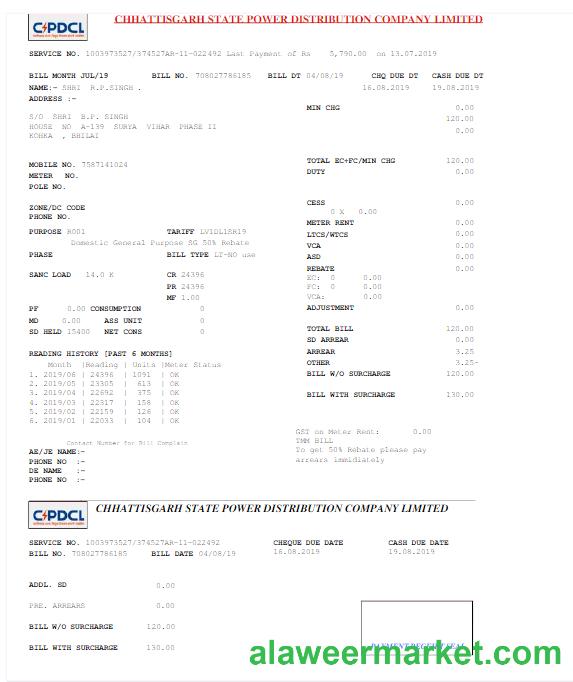 CSPDCL
CHHATTISGARH STATE POWER DISTRIBUTION COMPANY LIMITED
SERVICE NO. 1003973527/374527AR-11-022492 Last Payment of Rs 5,790.00 on 13.07.2019
BILL MONTH JUL/19 BILL NO. 708027786185 BILL DT 04/08/19 CHQ DUE DT CASH DUE DT
NAME:- SHRI R.P.SINGH . 16.08.2019 19.08.2019
ADDRESS :-
MIN CHG 0.00
S/O SHRI B.P. SINGH 120.00
HOUSE NO A-139 SURYA VIHAR PHASE II 0.00
KOHKA , BHILAI
MOBILE NO. 7587141024 TOTAL EC+FC/MIN CHG 120.00
METER NO. DUTY 0.00
POLE NO.
ZONE/DC CODE CESS 0.00
PHONE NO. 0 X 0.00
METER RENT 0.00
PURPOSE R001 TARIFF LV1DL1SR19 LTCS/WTCS 0.00
Domestic General Purpose SG 50% Rebate VCA 0.00
PHASE BILL TYPE LT-NO use ASD 0.00
REBATE 0.00
SANC LOAD 14.0 K CR 24396 EC: 0 0.00
PR 24396 FC: 0 0.00
MF 1.00 VCA: 0.00
PF 0.00 CONSUMPTION 0 ADJUSTMENT 0.00
MD 0.00 ASS UNIT 0
SD HELD 15400 NET CONS 0 TOTAL BILL 120.00
SD ARREAR 0.00
READING HISTORY [PAST 6 MONTHS] ARREAR 3.25
Month |Reading | Units |Meter Status OTHER 3.25-
1. 2019/06 | 24396 | 1091 | OK BILL W/O SURCHARGE 120.00
2. 2019/05 | 23305 | 613 | OK
3. 2019/04 | 22692 | 375 | OK
4. 2019/03 | 22317 | 158 | OK BILL WITH SURCHARGE 130.00
5. 2019/02 | 22159 | 126 | OK
6. 2019/01 | 22033 | 104 | OK
GST on Meter Rent: 0.00
TMM BILL
Contact Number for Bill Complain
AE/JE NAME:- To get 50% Rebate please pay
PHONE NO :- arrears immidiately
DE NAME :-
PHONE NO :-
CSPDCL
CHHATTISGARH STATE POWER DISTRIBUTION COMPANY LIMITED
SERVICE NO. 1003973527/374527AR-11-022492 CHEQUE DUE DATE CASH DUE DATE
BILL NO. 708027786185 BILL DATE 04/08/19 16.08.2019 19.08.2019
ADDL. SD 0.00
PRE. ARREARS 0.00
BILL W/O SURCHARGE 120.00
BILL WITH SURCHARGE 130.00
alaweermarket.com